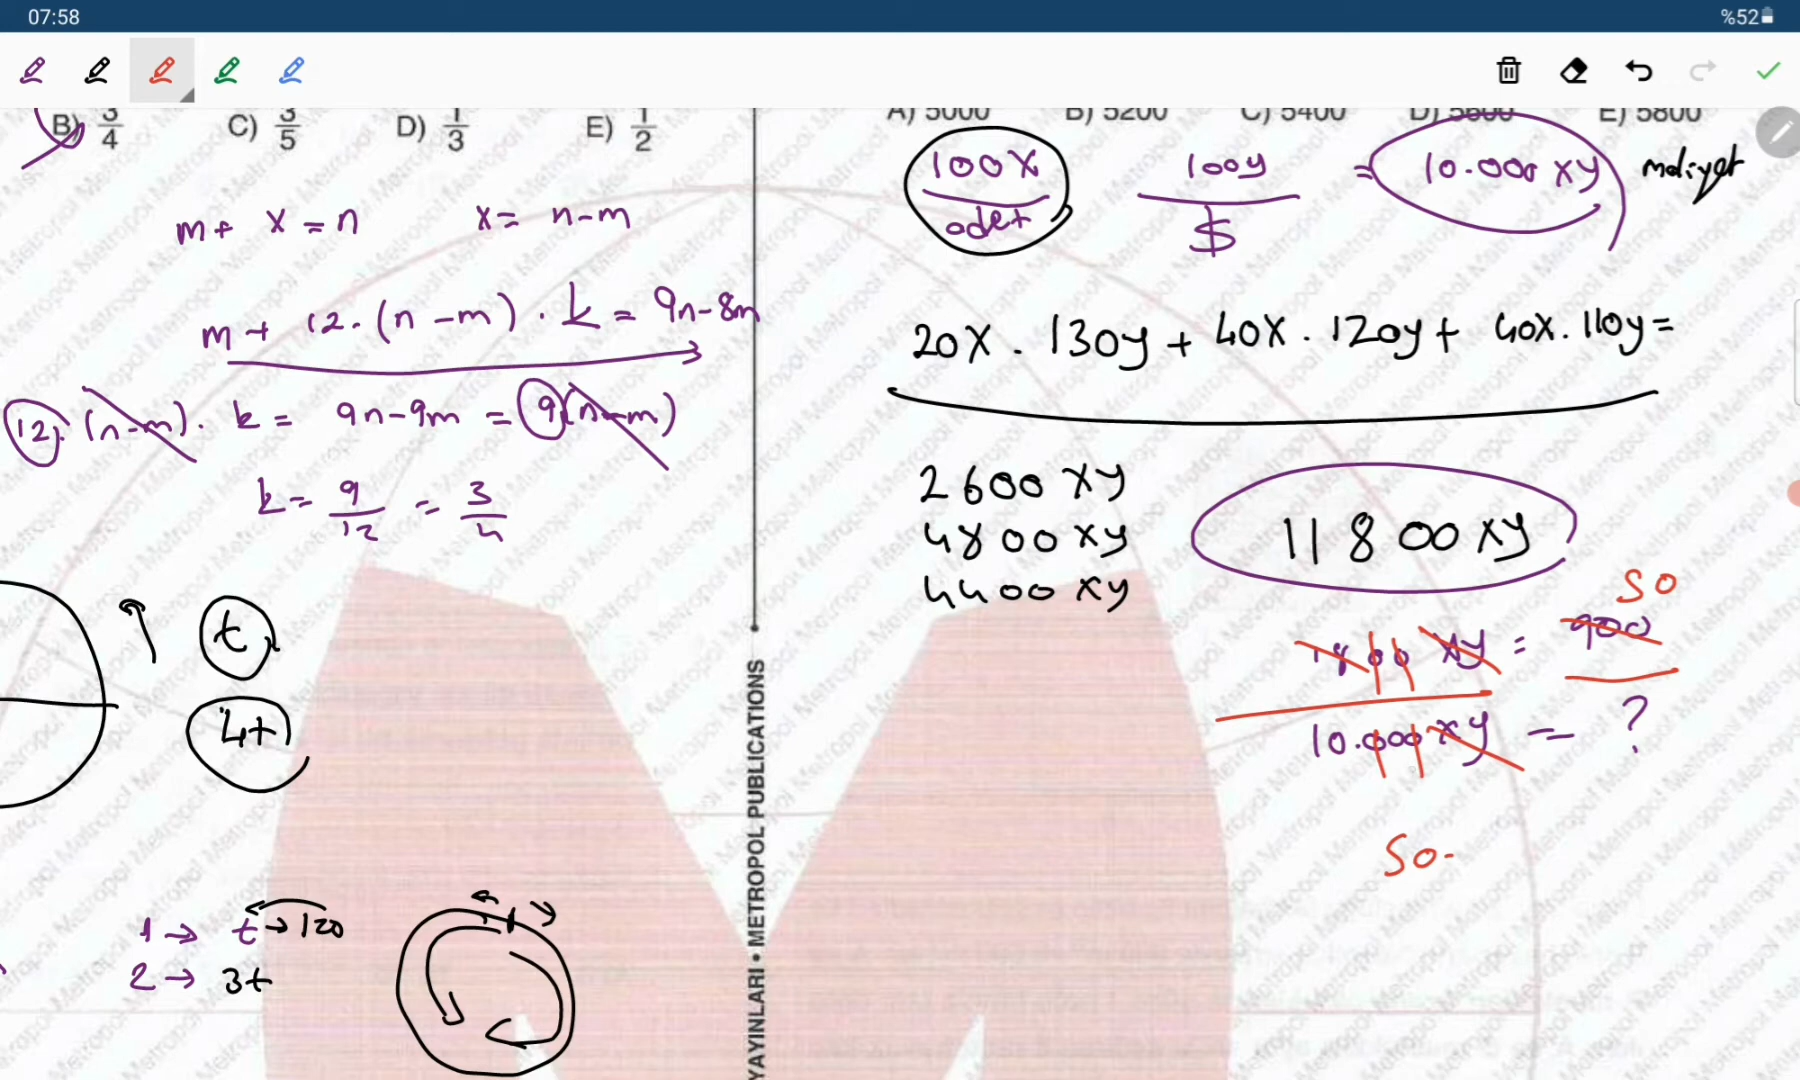 07:58
%52
B) 3/4 C) 3/5 D) 1/3 E) 1/2
m + x = n x = n-m
m + 12.(n-m).k = 9n-8m
12.(n-m).k = 9n-9m = 9(n-m)
k = 9/12 = 3/4
t
4t
1 → t → 120
2 → 3t
YAYINLARI • METROPOL PUBLICATIONS
A) 5000 B) 5200 C) 5400 D) 5600 E) 5800
100x/adet 100y/$ = 10.000 xy maliyet
20x . 130y + 40x . 120y + 40x . 110y =
2600 xy
4800 xy
4400 xy
11800 xy
50
1800 xy = 900
10.000 xy = ?
50.